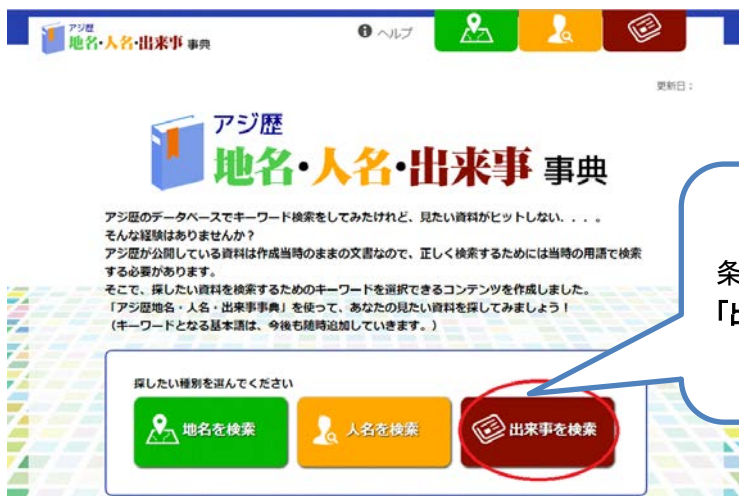 アジ歴
地名・人名・出来事 事典
ヘルプ
更新日：
アジ歴
地名・人名・出来事 事典
アジ歴のデータベースでキーワード検索をしてみたけれど、見たい資料がヒットしない．．．。
そんな経験はありませんか？
アジ歴が公開している資料は作成当時のままの文書なので、正しく検索するためには当時の用語で検索
する必要があります。
そこで、探したい資料を検索するためのキーワードを選択できるコンテンツを作成しました。
「アジ歴地名・人名・出来事事典」を使って、あなたの見たい資料を探してみましょう！
（キーワードとなる基本語は、今後も随時追加していきます。）
条
「出
探したい種別を選んでください
地名を検索
人名を検索
出来事を検索